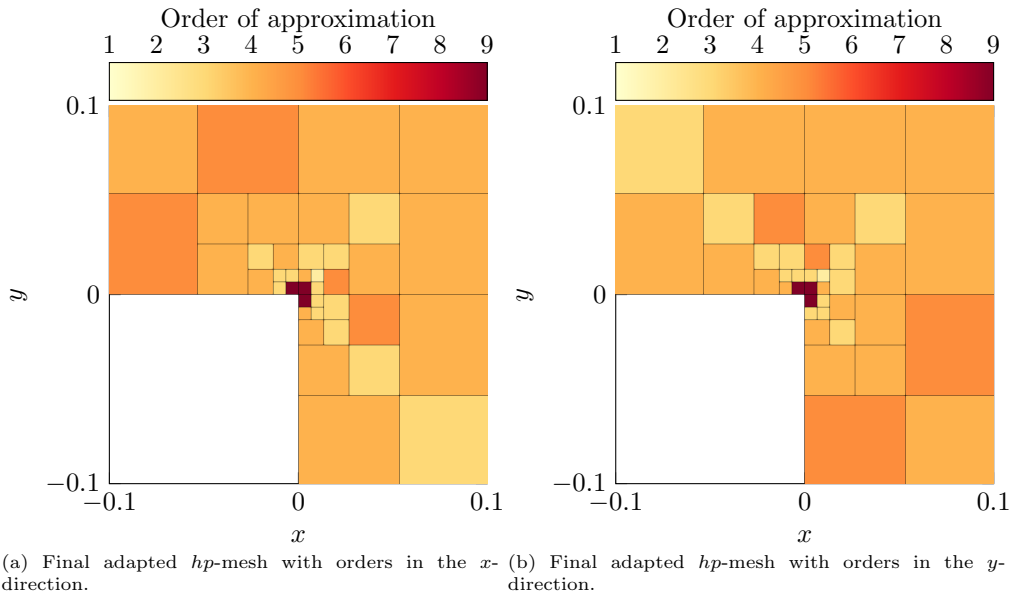 Order of approximation
1 2 3 4 5 6 7 8 9
0.1
0
−0.1
y
−0.1 0 0.1
x
(a) Final adapted hp-mesh with orders in the x-
direction.
Order of approximation
1 2 3 4 5 6 7 8 9
0.1
0
−0.1
y
−0.1 0 0.1
x
(b) Final adapted hp-mesh with orders in the y-
direction.